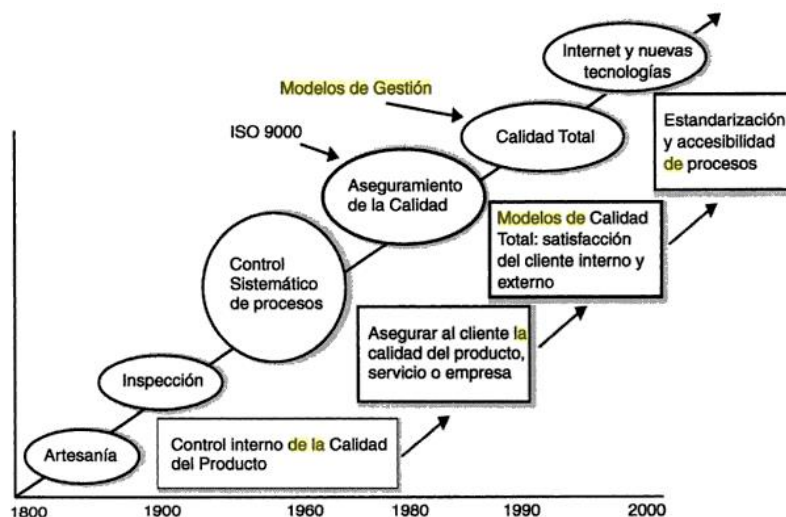 Internet y nuevas
tecnologías
Modelos de Gestión
Estandarización
y accesibilidad
de procesos
ISO 9000
Calidad Total
Aseguramiento
de la Calidad
Modelos de Calidad
Total: satisfacción
del cliente interno y
externo
Control
Sistemático
de procesos
Asegurar al cliente la
calidad del producto,
servicio o empresa
Inspección
Control interno de la Calidad
del Producto
Artesanía
1800 1900 1960 1980 1990 2000